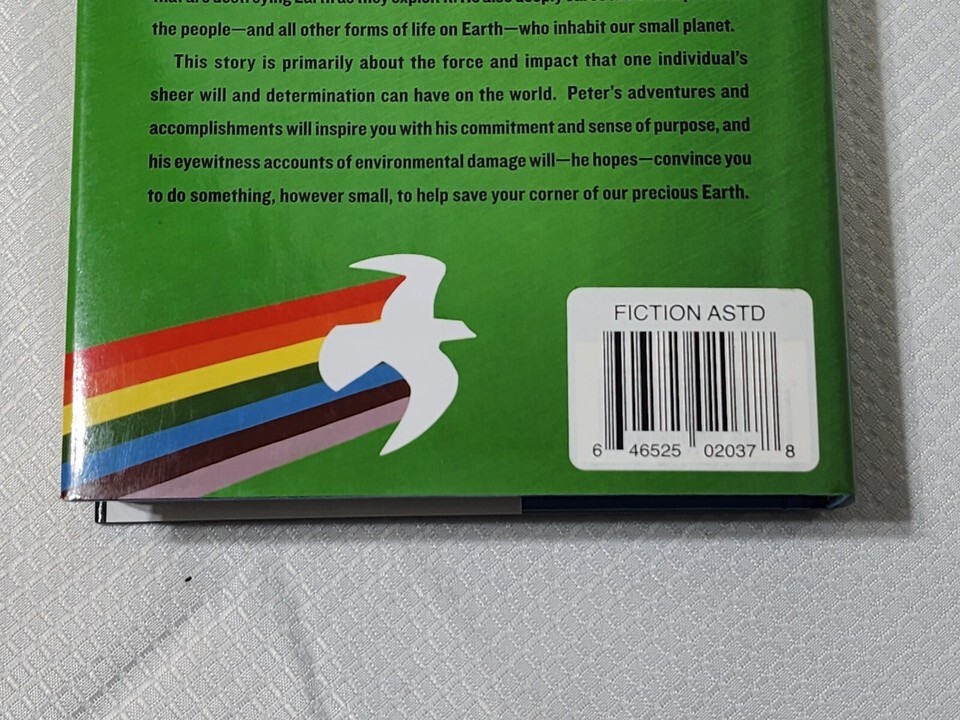 the people—and all other forms of life on Earth—who inhabit our small planet.
This story is primarily about the force and impact that one individual's
sheer will and determination can have on the world. Peter's adventures and
accomplishments will inspire you with his commitment and sense of purpose, and
his eyewitness accounts of environmental damage will—he hopes—convince you
to do something, however small, to help save your corner of our precious Earth.
FICTION ASTD
6 46525 02037 8